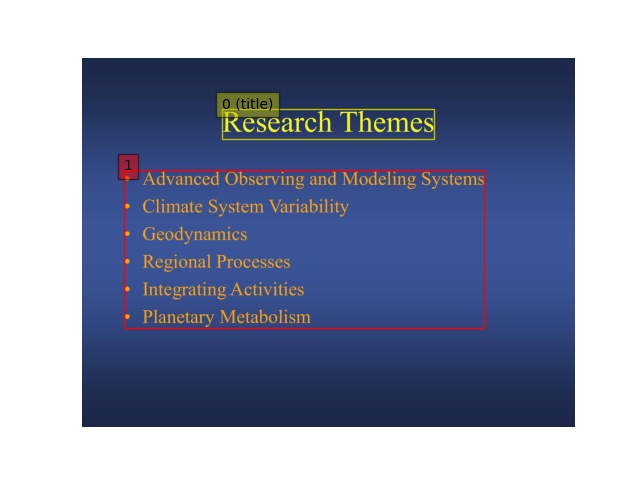 0 (title)
Research Themes
1
• Advanced Observing and Modeling Systems
• Climate System Variability
• Geodynamics
• Regional Processes
• Integrating Activities
• Planetary Metabolism